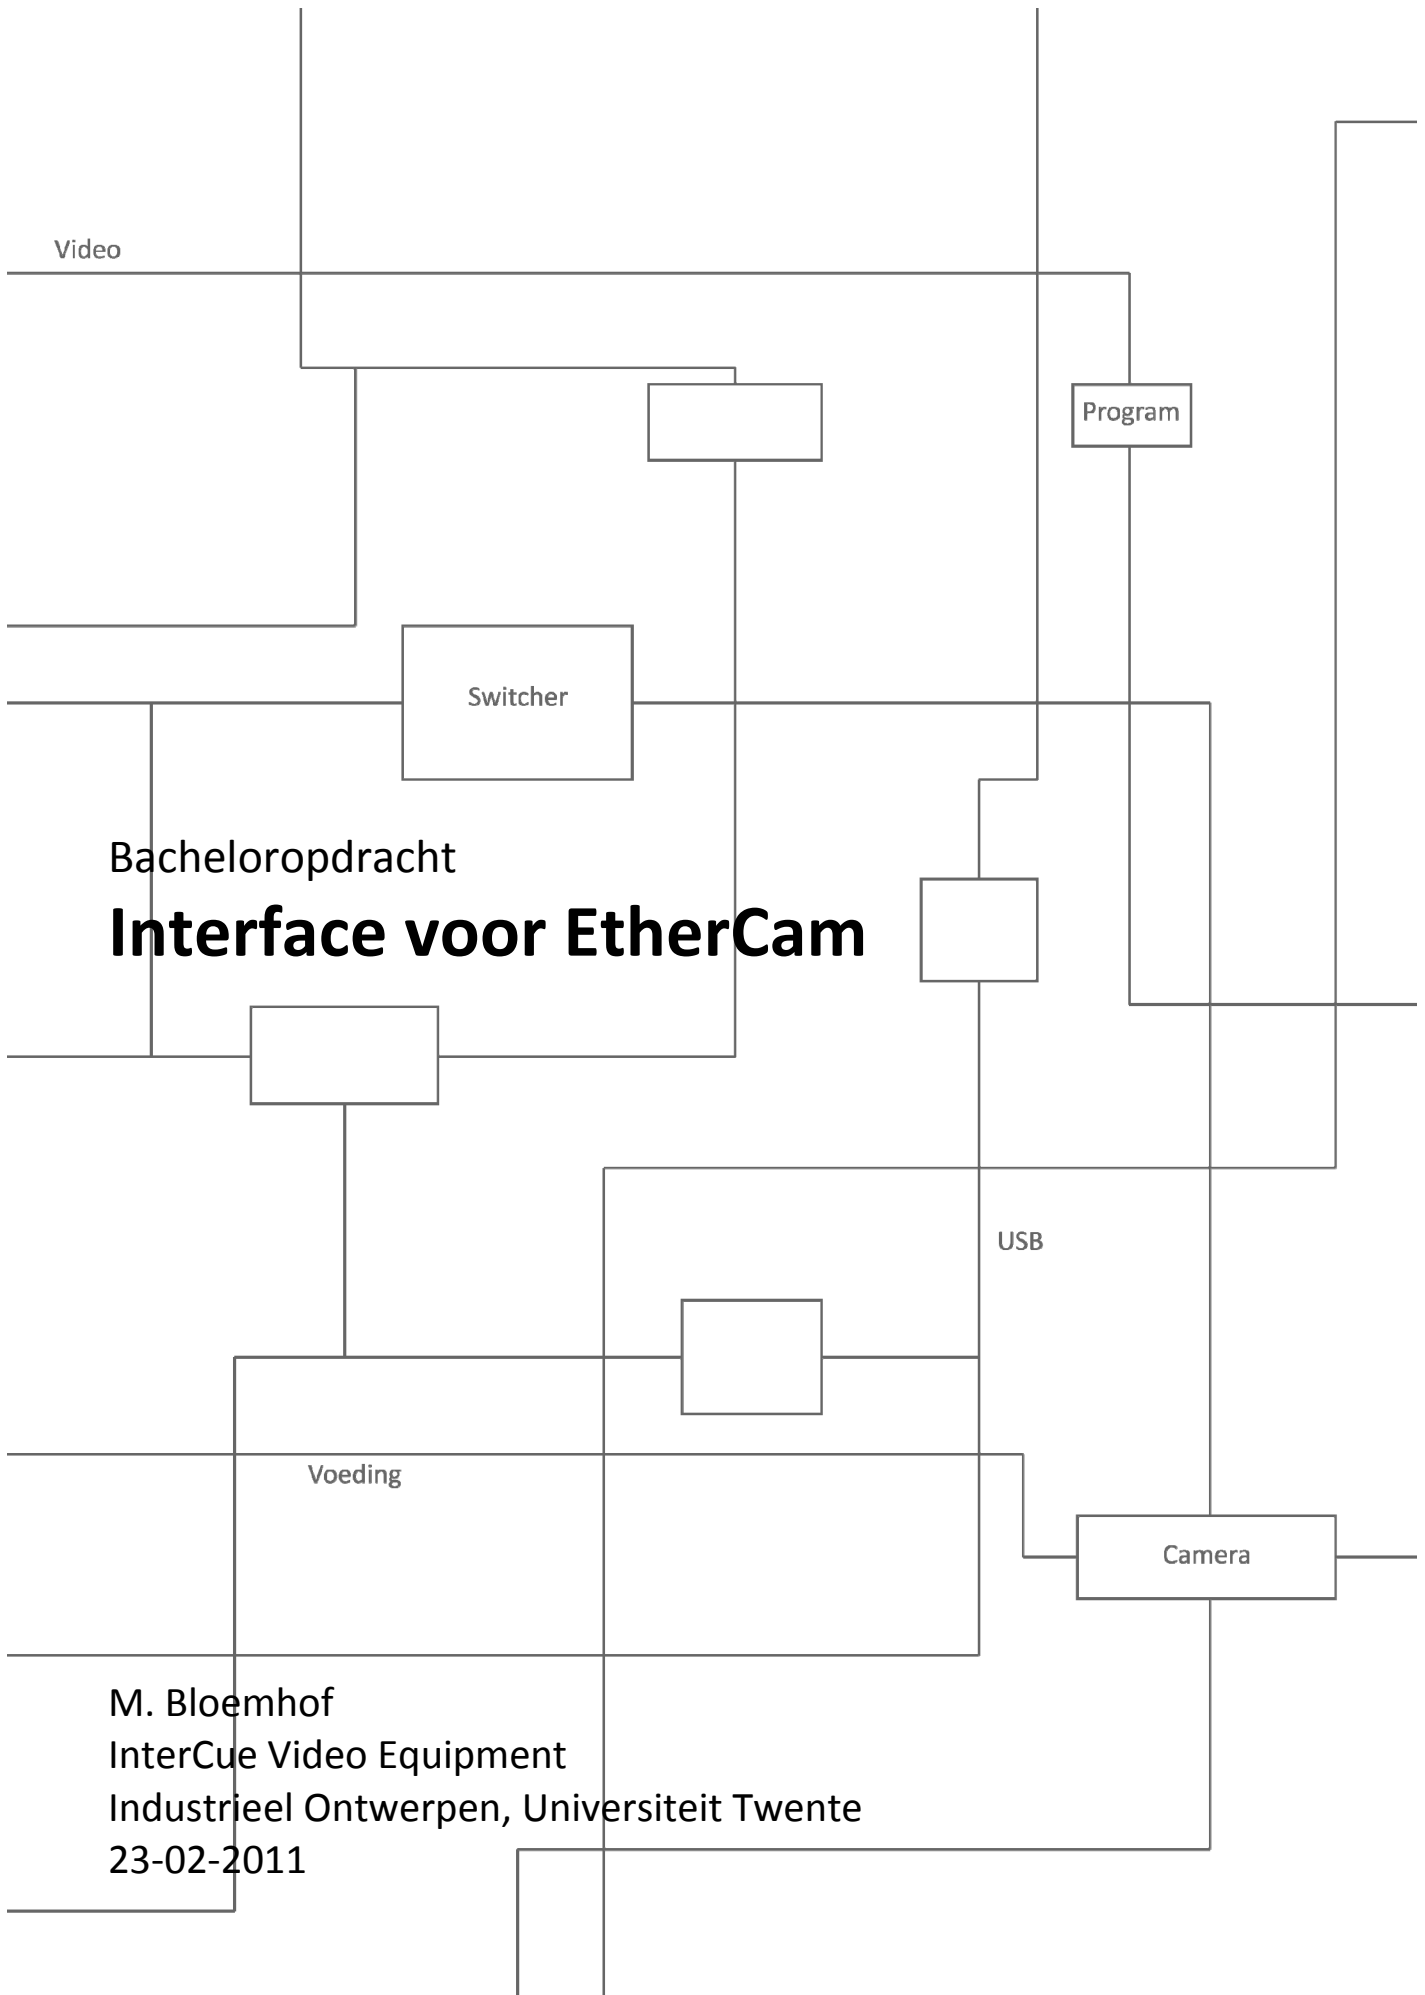 Video
Program
Switcher
Bacheloropdracht
Interface voor EtherCam
USB
Voeding
Camera
M. Bloemhof
InterCue Video Equipment
Industrieel Ontwerpen, Universiteit Twente
23-02-2011